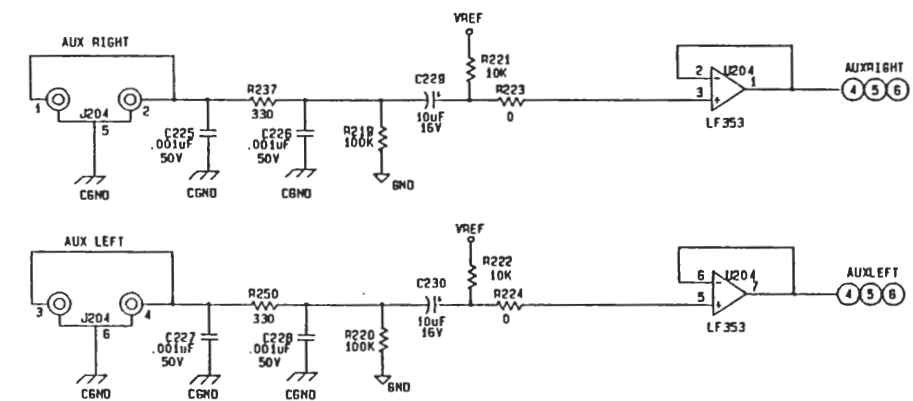 VREF
AUX RIGHT
R221
10K
C229
R237
R223
330
10uF
16V
0
1
J204
2
5
C225
.001uF
50V
C226
.001uF
50V
R218
100K
CGND
CGND
CGND
GND
2
U204
1
3
LF353
AUXRIGHT
4 5 6
VREF
AUX LEFT
R222
10K
C230
R250
R224
330
10uF
16V
0
3
J204
4
6
C227
.001uF
50V
C228
.001uF
50V
R220
100K
CGND
CGND
CGND
GND
6
U204
7
5
LF353
AUXLEFT
4 5 6